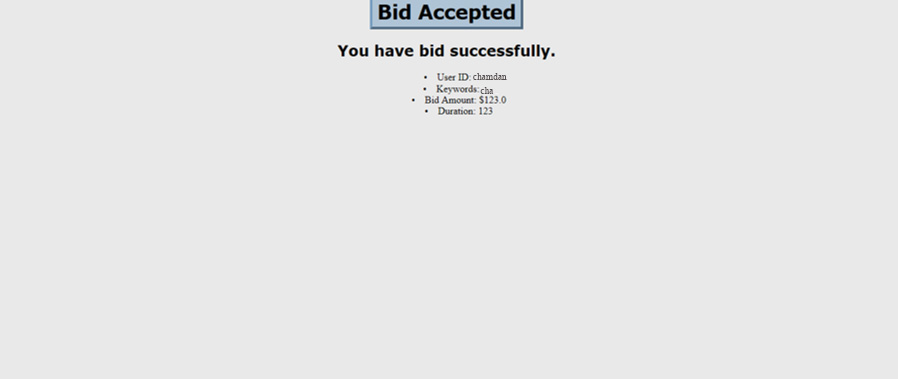 Bid Accepted
You have bid successfully.
• User ID: chamdan
• Keywords: cha
• Bid Amount: $123.0
• Duration: 123